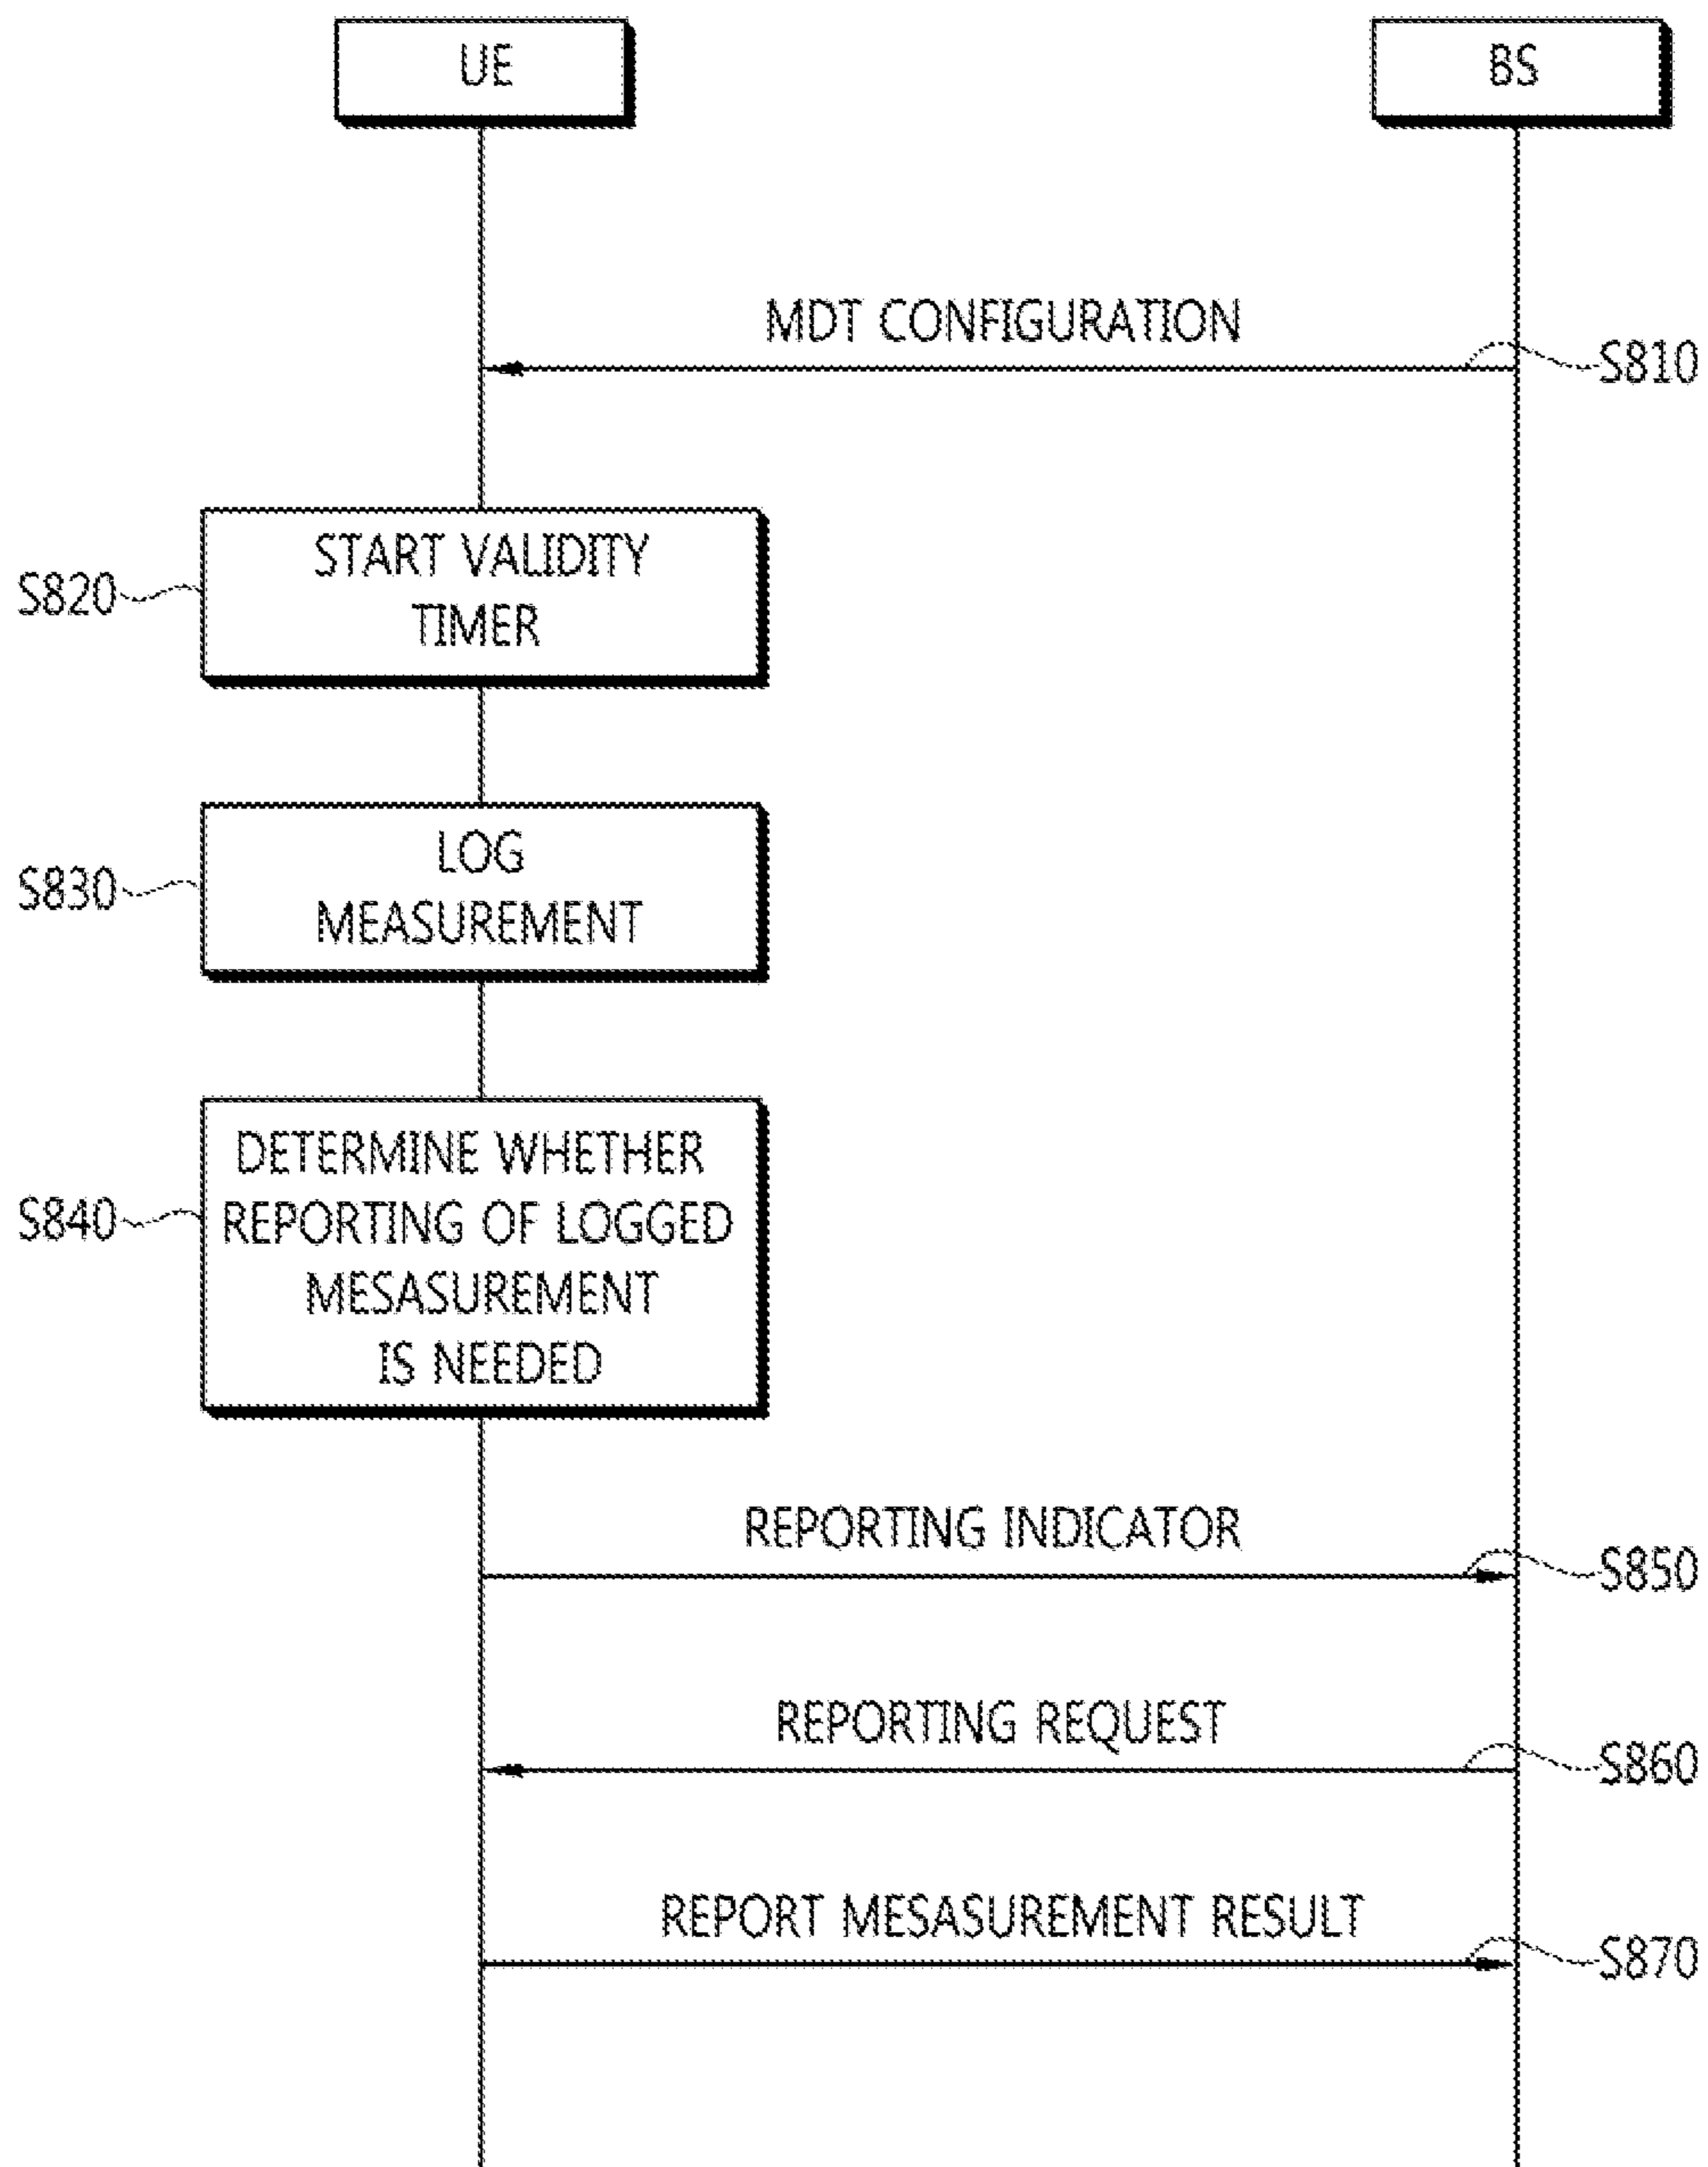 UE
BS
MDT CONFIGURATION
S810
START VALIDITY
TIMER
S820
LOG
MEASUREMENT
S830
DETERMINE WHETHER
REPORTING OF LOGGED
MESASUREMENT
IS NEEDED
S840
REPORTING INDICATOR
S850
REPORTING REQUEST
S860
REPORT MESASUREMENT RESULT
S870